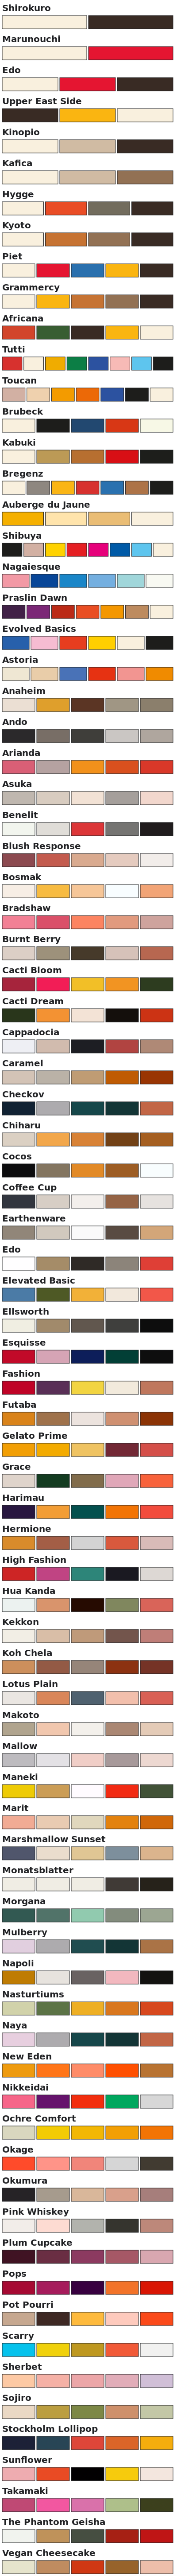 Shirokuro
Marunouchi
Edo
Upper East Side
Kinopio
Kafica
Hygge
Kyoto
Piet
Grammercy
Africana
Tutti
Toucan
Brubeck
Kabuki
Bregenz
Auberge du Jaune
Shibuya
Nagaiesque
Praslin Dawn
Evolved Basics
Astoria
Anaheim
Ando
Arianda
Asuka
Benelit
Blush Response
Bosmak
Bradshaw
Burnt Berry
Cacti Bloom
Cacti Dream
Cappadocia
Caramel
Checkov
Chiharu
Cocos
Coffee Cup
Earthenware
Edo
Elevated Basic
Ellsworth
Esquisse
Fashion
Futaba
Gelato Prime
Grace
Harimau
Hermione
High Fashion
Hua Kanda
Kekkon
Koh Chela
Lotus Plain
Makoto
Mallow
Maneki
Marit
Marshmallow Sunset
Monatsblatter
Morgana
Mulberry
Napoli
Nasturtiums
Naya
New Eden
Nikkeidai
Ochre Comfort
Okage
Okumura
Pink Whiskey
Plum Cupcake
Pops
Pot Pourri
Scarry
Sherbet
Sojiro
Stockholm Lollipop
Sunflower
Takamaki
The Phantom Geisha
Vegan Cheesecake